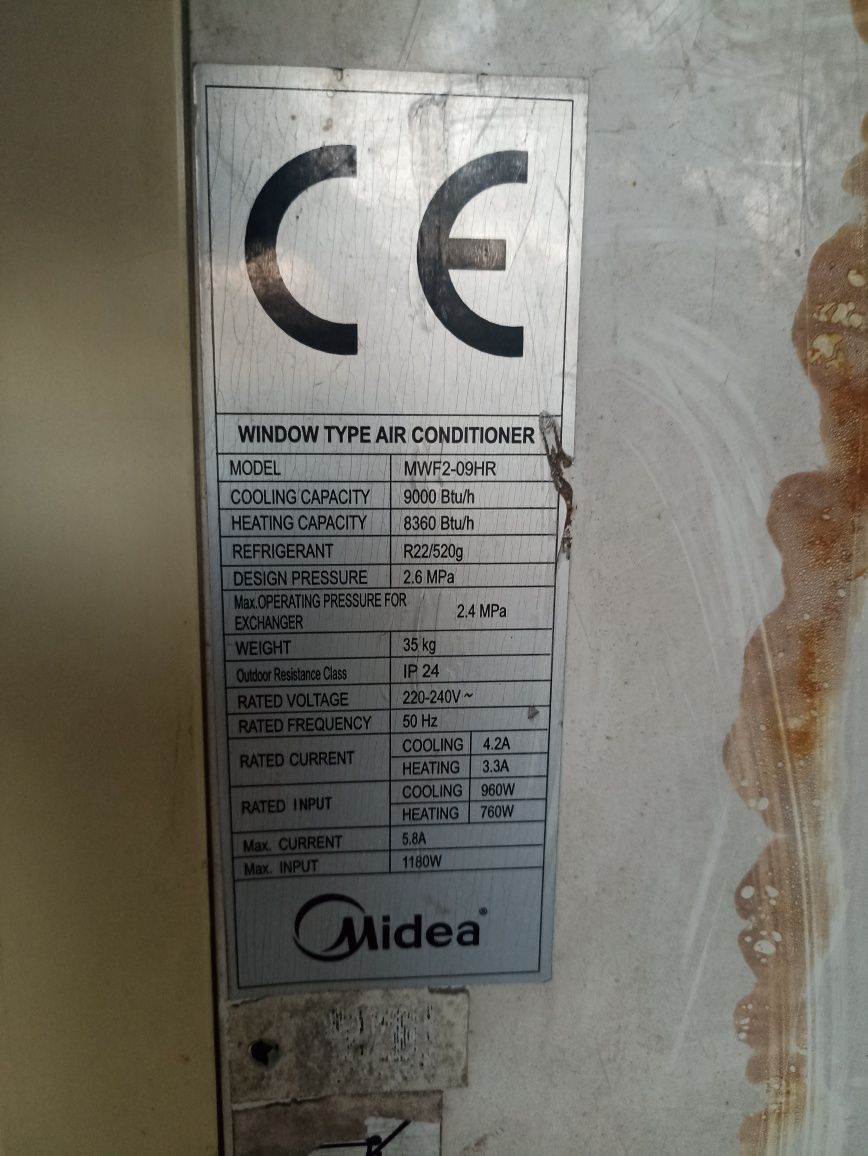 CE
WINDOW TYPE AIR CONDITIONER
MODEL MWF2-09HR
COOLING CAPACITY 9000 Btu/h
HEATING CAPACITY 8360 Btu/h
REFRIGERANT R22/520g
DESIGN PRESSURE 2.6 MPa
Max.OPERATING PRESSURE FOR
EXCHANGER 2.4 MPa
WEIGHT 35 kg
Outdoor Resistance Class IP 24
RATED VOLTAGE 220-240V ~
RATED FREQUENCY 50 Hz
RATED CURRENT COOLING 4.2A
HEATING 3.3A
RATED INPUT COOLING 960W
HEATING 760W
Max. CURRENT 5.8A
Max. INPUT 1180W
Midea®